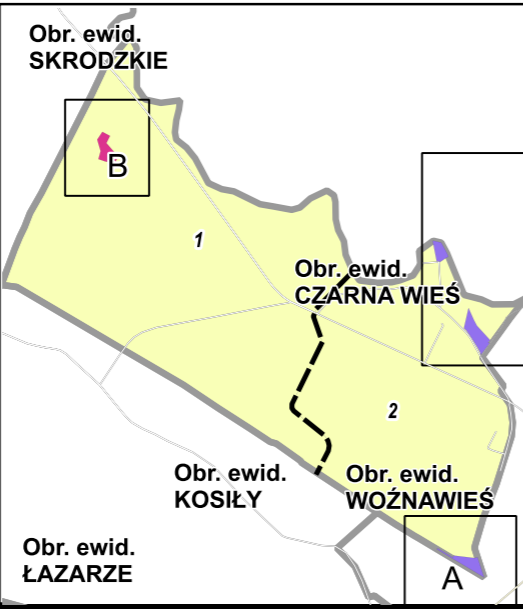 Obr. ewid.
SKRODZKIE
B
1
Obr. ewid.
CZARNA WIEŚ
2
Obr. ewid.
KOSIŁY
Obr. ewid.
WOŹNAWIEŚ
Obr. ewid.
ŁAZARZE
A